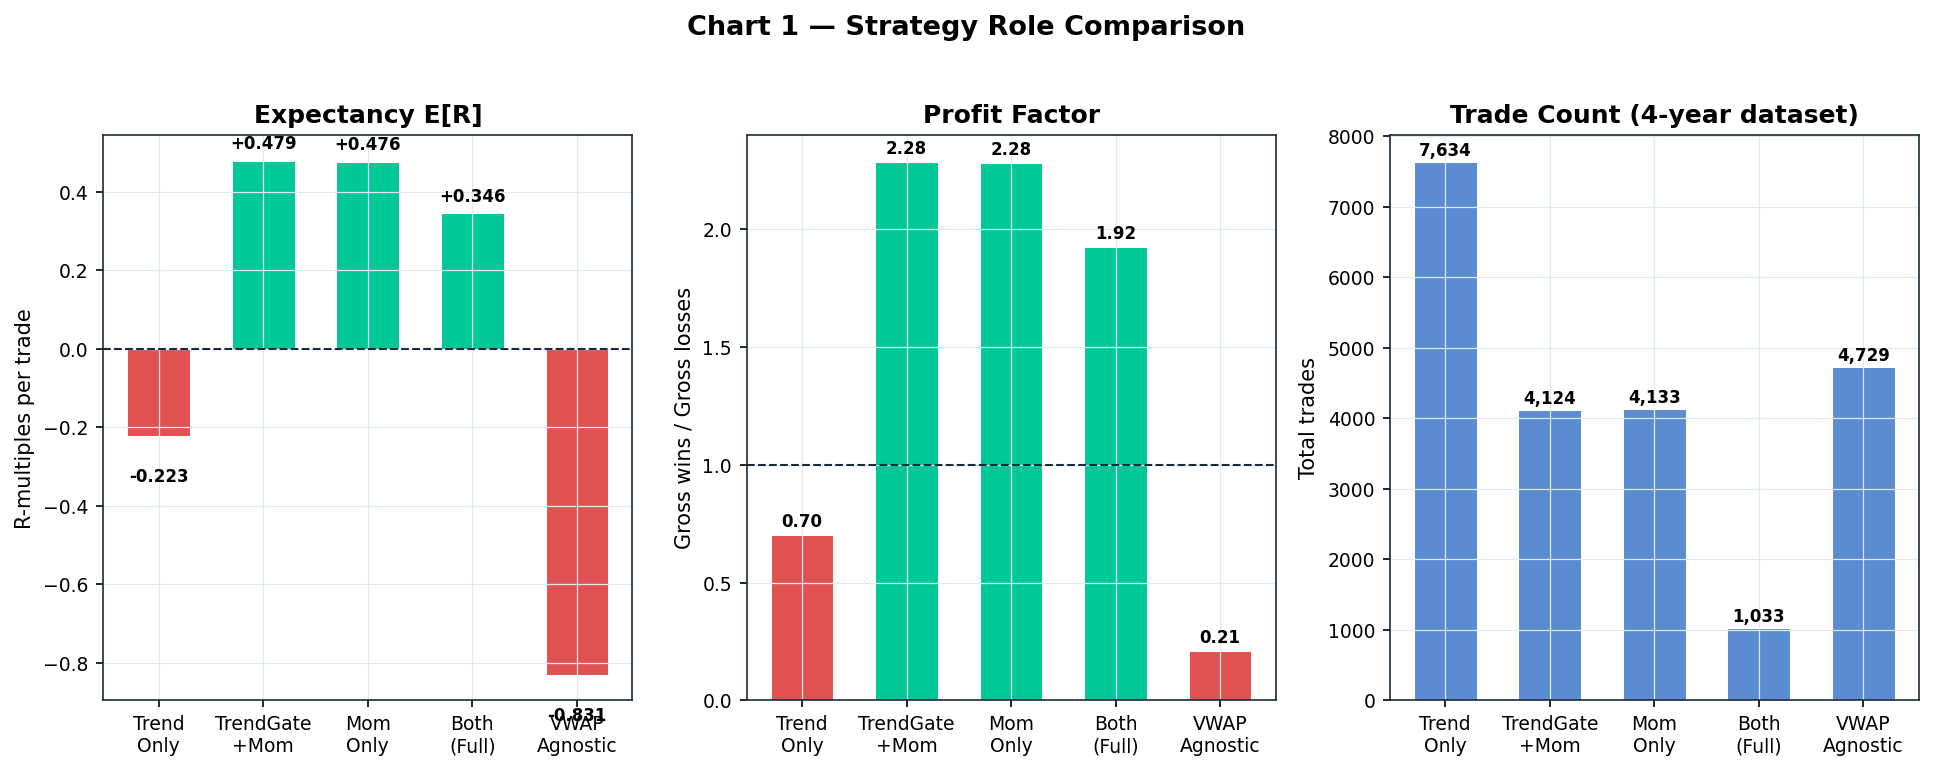 Chart 1 — Strategy Role Comparison
Expectancy E[R]
R-multiples per trade
0.4
0.2
0.0
−0.2
−0.4
−0.6
−0.8
-0.223
+0.479
+0.476
+0.346
-0.831
Trend
Only
TrendGate
+Mom
Mom
Only
Both
(Full)
VWAP
Agnostic
Profit Factor
Gross wins / Gross losses
2.0
1.5
1.0
0.5
0.0
0.70
2.28
2.28
1.92
0.21
Trend
Only
TrendGate
+Mom
Mom
Only
Both
(Full)
VWAP
Agnostic
Trade Count (4-year dataset)
Total trades
8000
7000
6000
5000
4000
3000
2000
1000
0
7,634
4,124
4,133
1,033
4,729
Trend
Only
TrendGate
+Mom
Mom
Only
Both
(Full)
VWAP
Agnostic